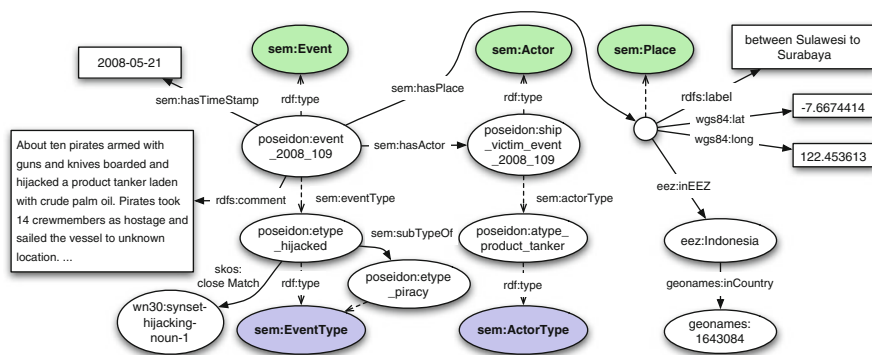 sem:Event
sem:Actor
sem:Place
between Sulawesi to
Surabaya
2008-05-21
sem:hasTimeStamp
rdf:type
sem:hasPlace
rdf:type
rdfs:label
wgs84:lat
-7.6674414
wgs84:long
122.453613
poseidon:event
_2008_109
sem:hasActor
poseidon:ship
_victim_event
_2008_109
About ten pirates armed with
guns and knives boarded and
hijacked a product tanker laden
with crude palm oil. Pirates took
14 crewmembers as hostage and
sailed the vessel to unknown
location. ...
rdfs:comment
sem:eventType
sem:actorType
eez:inEEZ
poseidon:etype
_hijacked
sem:subTypeOf
poseidon:atype_
product_tanker
eez:Indonesia
skos:
close Match
rdf:type
poseidon:etype
_piracy
rdf:type
geonames:inCountry
wn30:synset-
hijacking-
noun-1
sem:EventType
sem:ActorType
geonames:
1643084